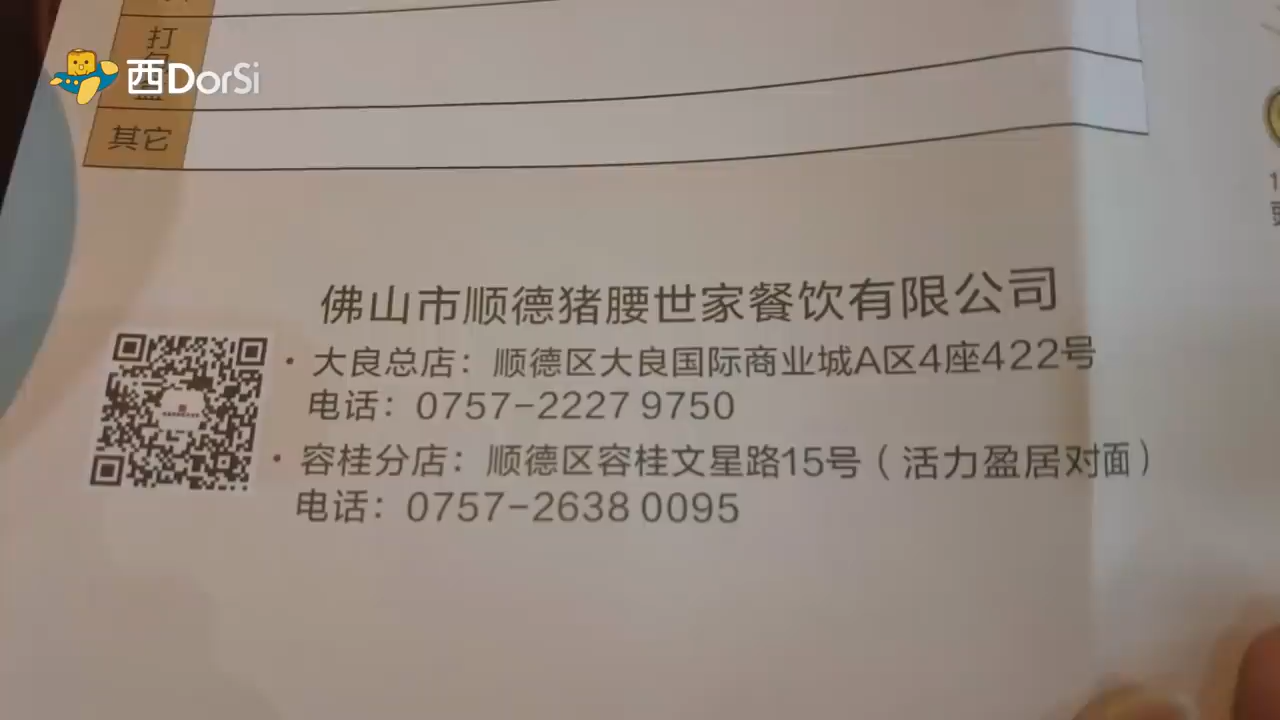 西DorSi
打包盒
其它
佛山市顺德猪腰世家餐饮有限公司
· 大良总店：顺德区大良国际商业城A区4座422号
电话：0757-2227 9750
· 容桂分店：顺德区容桂文星路15号（活力盈居对面）
电话：0757-2638 0095